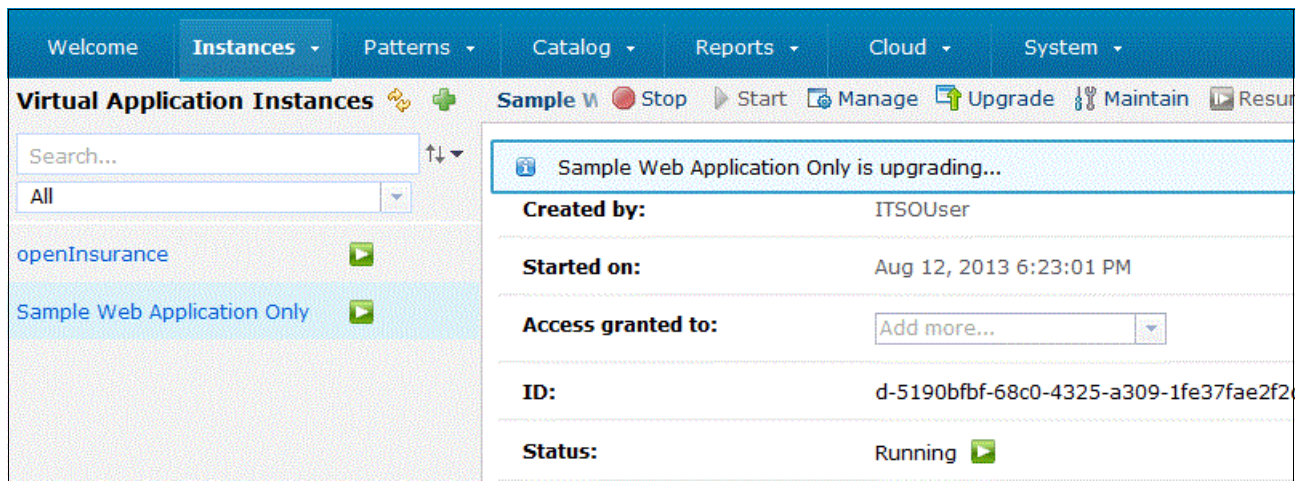 Welcome Instances Patterns Catalog Reports Cloud System
Virtual Application Instances
Sample Stop Start Manage Upgrade Maintain
Search...
All
openInsurance
Sample Web Application Only
Sample Web Application Only is upgrading...
Created by: ITSOUser
Started on: Aug 12, 2013 6:23:01 PM
Access granted to: Add more...
ID: d-5190bfbf-68c0-4325-a309-1fe37fae2f2
Status: Running